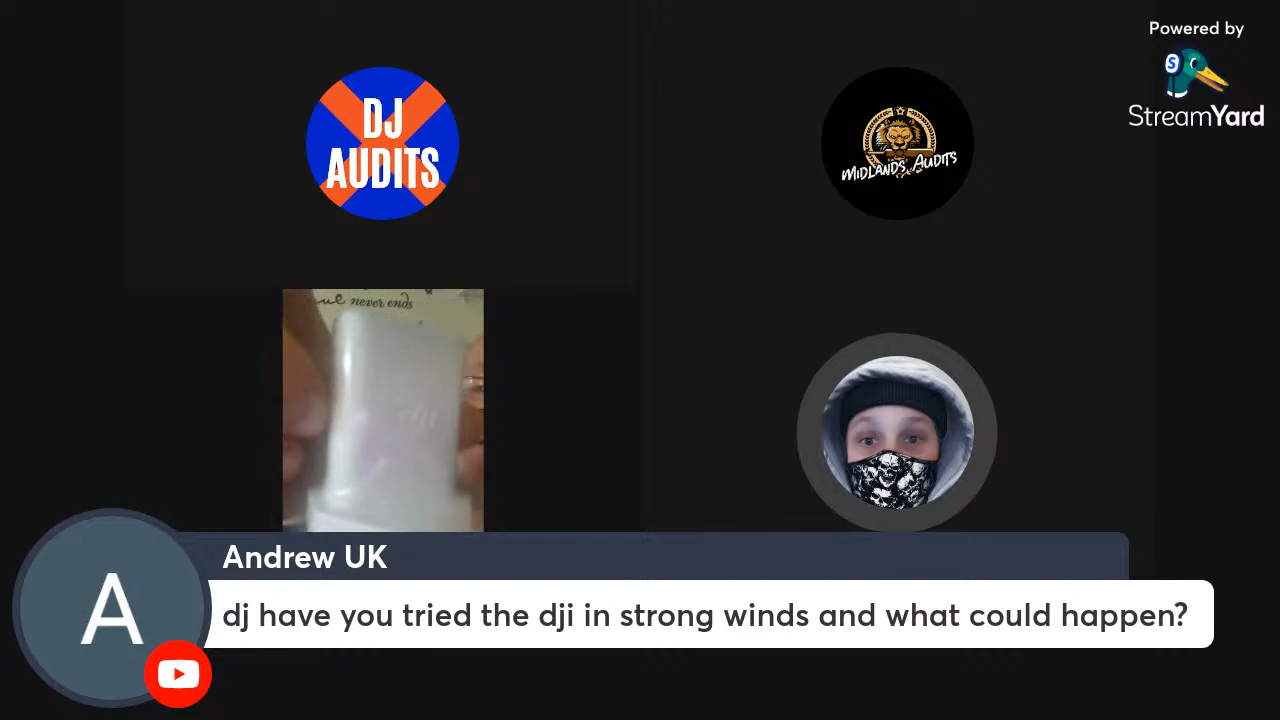 Powered by
StreamYard
DJ
AUDITS
MIDLANDS AUDITS
never ends
dji
Andrew UK
A
dj have you tried the dji in strong winds and what could happen?